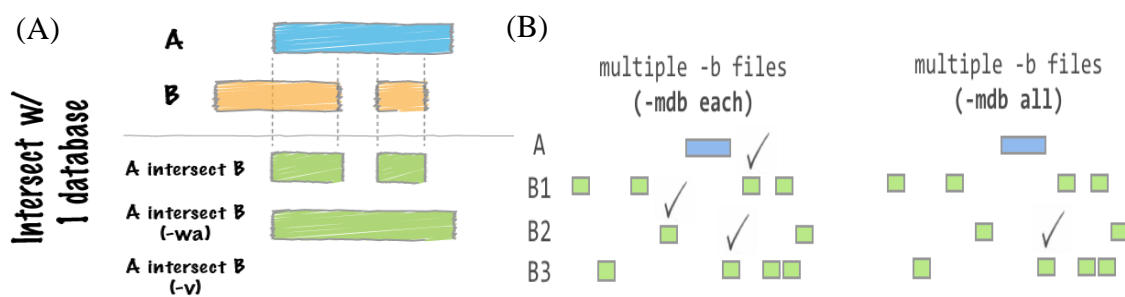 (A)
Intersect w/
1 database
A
B
A intersect B
A intersect B
(-wa)
A intersect B
(-v)
(B)
multiple -b files
(-mdb each)
multiple -b files
(-mdb all)
A
B1
B2
B3